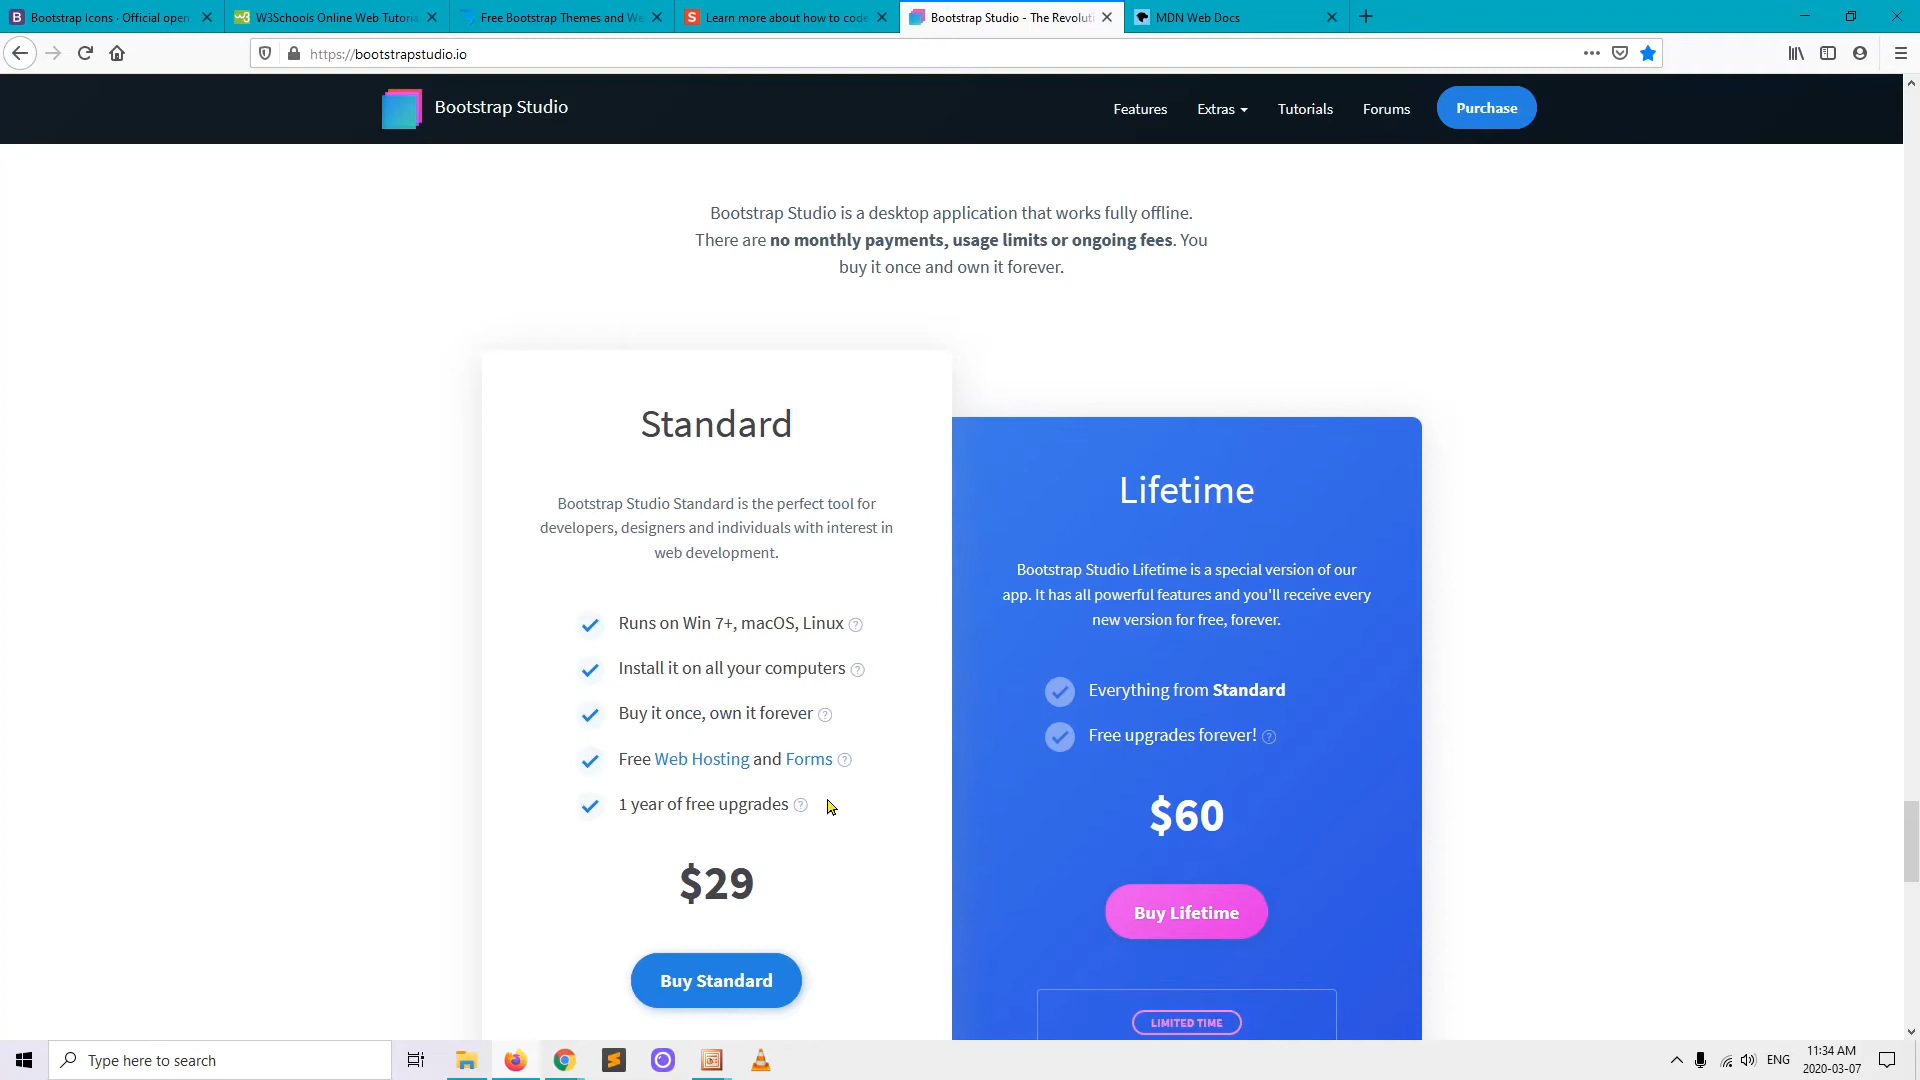 Bootstrap Icons · Official open
W3Schools Online Web Tutoria
Free Bootstrap Themes and We
Learn more about how to code
Bootstrap Studio - The Revoluti
MDN Web Docs
https://bootstrapstudio.io
Bootstrap Studio
Features
Extras
Tutorials
Forums
Purchase
Bootstrap Studio is a desktop application that works fully offline.
There are no monthly payments, usage limits or ongoing fees. You
buy it once and own it forever.
Standard
Bootstrap Studio Standard is the perfect tool for
developers, designers and individuals with interest in
web development.
Runs on Win 7+, macOS, Linux ?
Install it on all your computers ?
Buy it once, own it forever ?
Free Web Hosting and Forms ?
1 year of free upgrades ?
$29
Buy Standard
Lifetime
Bootstrap Studio Lifetime is a special version of our
app. It has all powerful features and you'll receive every
new version for free, forever.
Everything from Standard
Free upgrades forever! ?
$60
Buy Lifetime
LIMITED TIME
Type here to search
ENG
11:34 AM
2020-03-07